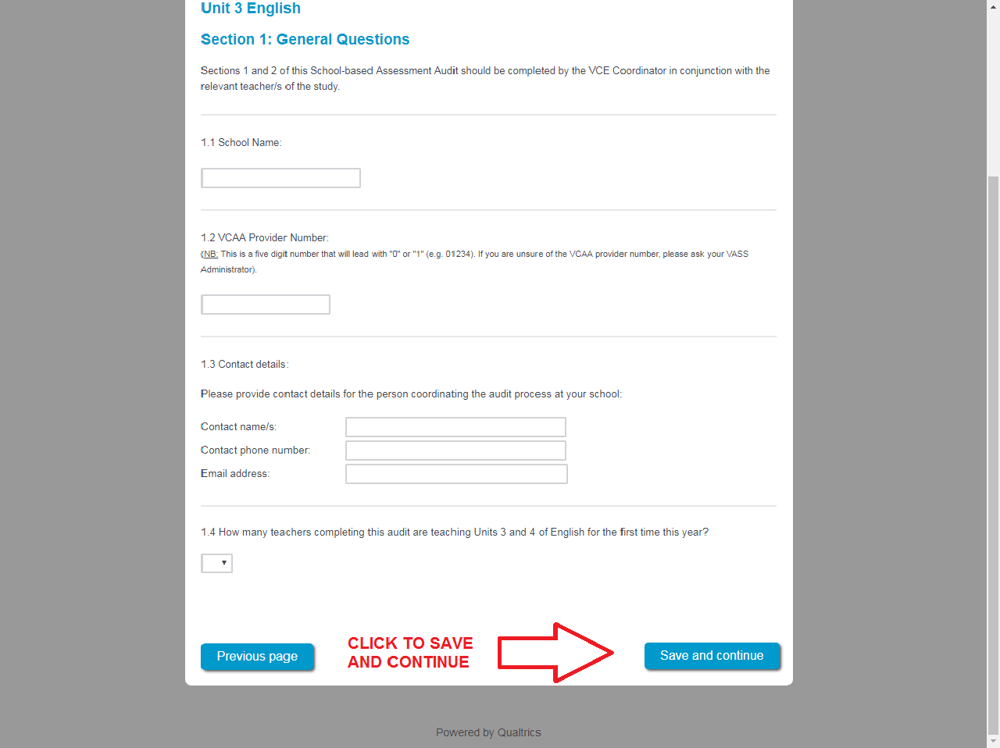 Unit 3 English
Section 1: General Questions
Sections 1 and 2 of this School-based Assessment Audit should be completed by the VCE Coordinator in conjunction with the
relevant teacher/s of the study.
1.1 School Name:
1.2 VCAA Provider Number:
(NB: This is a five digit number that will lead with "0" or "1" (e.g. 01234). If you are unsure of the VCAA provider number, please ask your VASS
Administrator).
1.3 Contact details:
Please provide contact details for the person coordinating the audit process at your school:
Contact name/s:
Contact phone number:
Email address:
1.4 How many teachers completing this audit are teaching Units 3 and 4 of English for the first time this year?
Previous page
CLICK TO SAVE
AND CONTINUE
Save and continue
Powered by Qualtrics